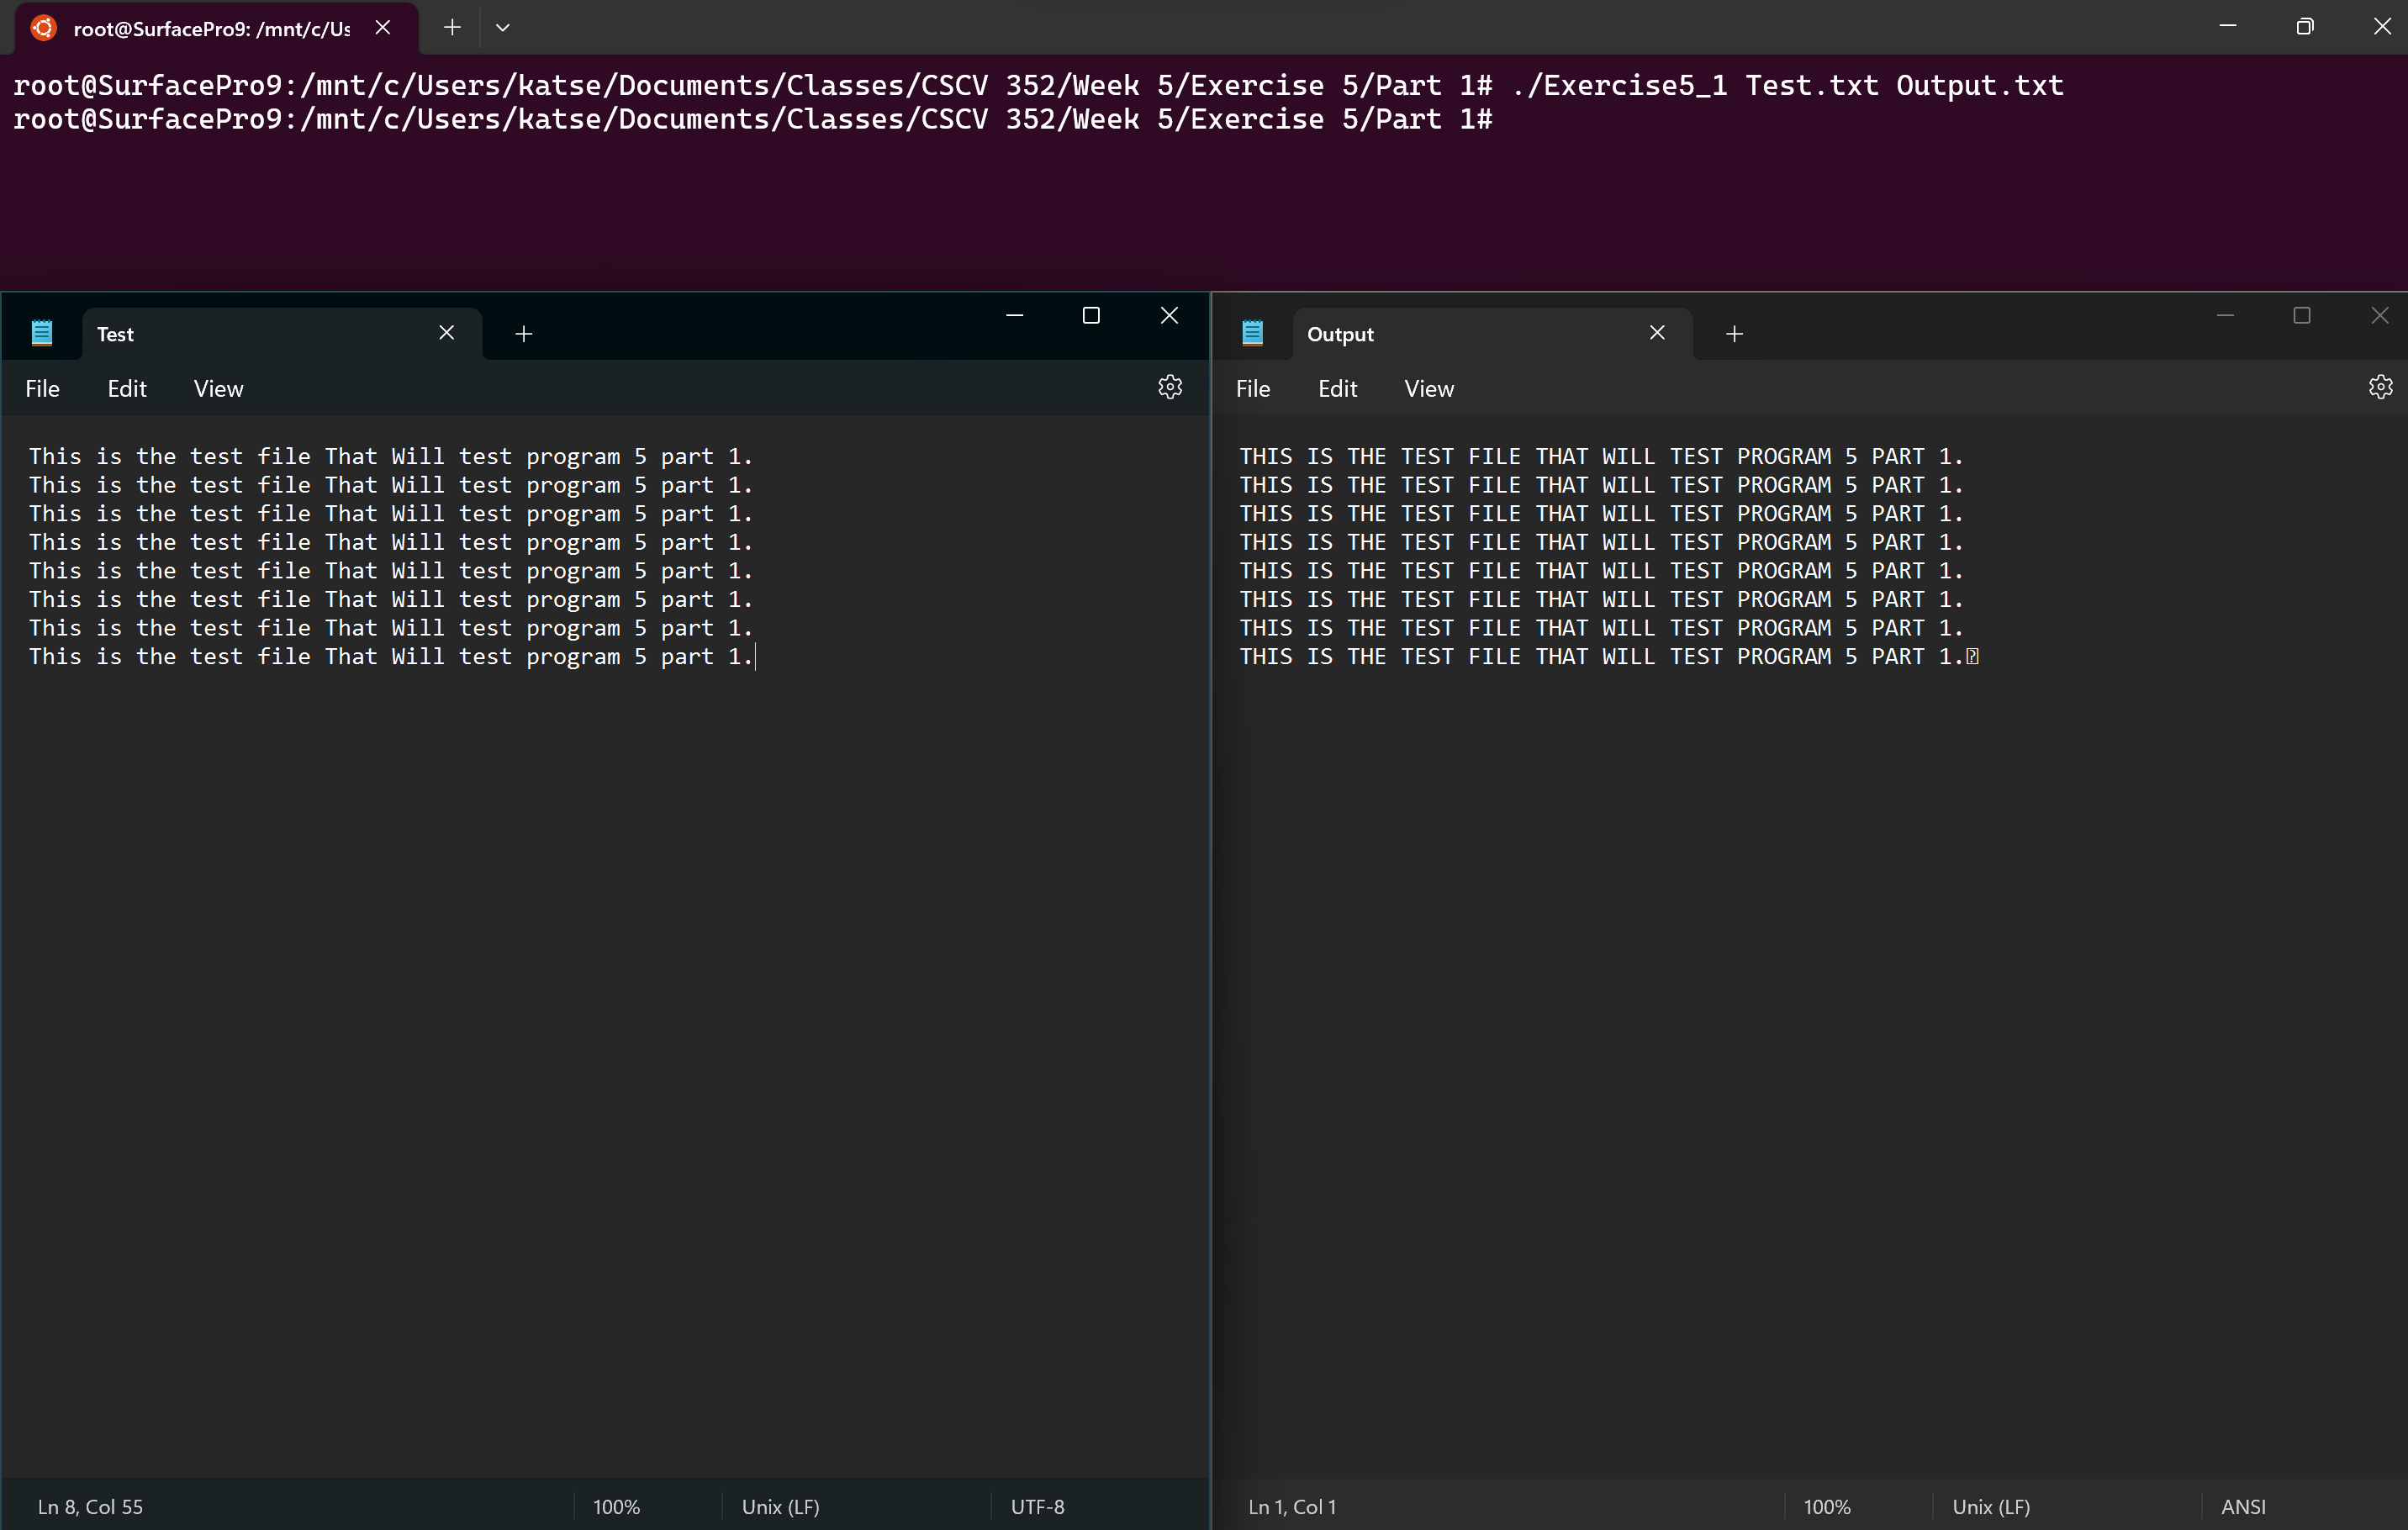 root@SurfacePro9: /mnt/c/Us
root@SurfacePro9:/mnt/c/Users/katse/Documents/Classes/CSCV 352/Week 5/Exercise 5/Part 1# ./Exercise5_1 Test.txt Output.txt
root@SurfacePro9:/mnt/c/Users/katse/Documents/Classes/CSCV 352/Week 5/Exercise 5/Part 1#
Test
File Edit View
This is the test file That Will test program 5 part 1.
This is the test file That Will test program 5 part 1.
This is the test file That Will test program 5 part 1.
This is the test file That Will test program 5 part 1.
This is the test file That Will test program 5 part 1.
This is the test file That Will test program 5 part 1.
This is the test file That Will test program 5 part 1.
This is the test file That Will test program 5 part 1.
Ln 8, Col 55 100% Unix (LF) UTF-8
Output
File Edit View
THIS IS THE TEST FILE THAT WILL TEST PROGRAM 5 PART 1.
THIS IS THE TEST FILE THAT WILL TEST PROGRAM 5 PART 1.
THIS IS THE TEST FILE THAT WILL TEST PROGRAM 5 PART 1.
THIS IS THE TEST FILE THAT WILL TEST PROGRAM 5 PART 1.
THIS IS THE TEST FILE THAT WILL TEST PROGRAM 5 PART 1.
THIS IS THE TEST FILE THAT WILL TEST PROGRAM 5 PART 1.
THIS IS THE TEST FILE THAT WILL TEST PROGRAM 5 PART 1.
THIS IS THE TEST FILE THAT WILL TEST PROGRAM 5 PART 1.⍰
Ln 1, Col 1 100% Unix (LF) ANSI